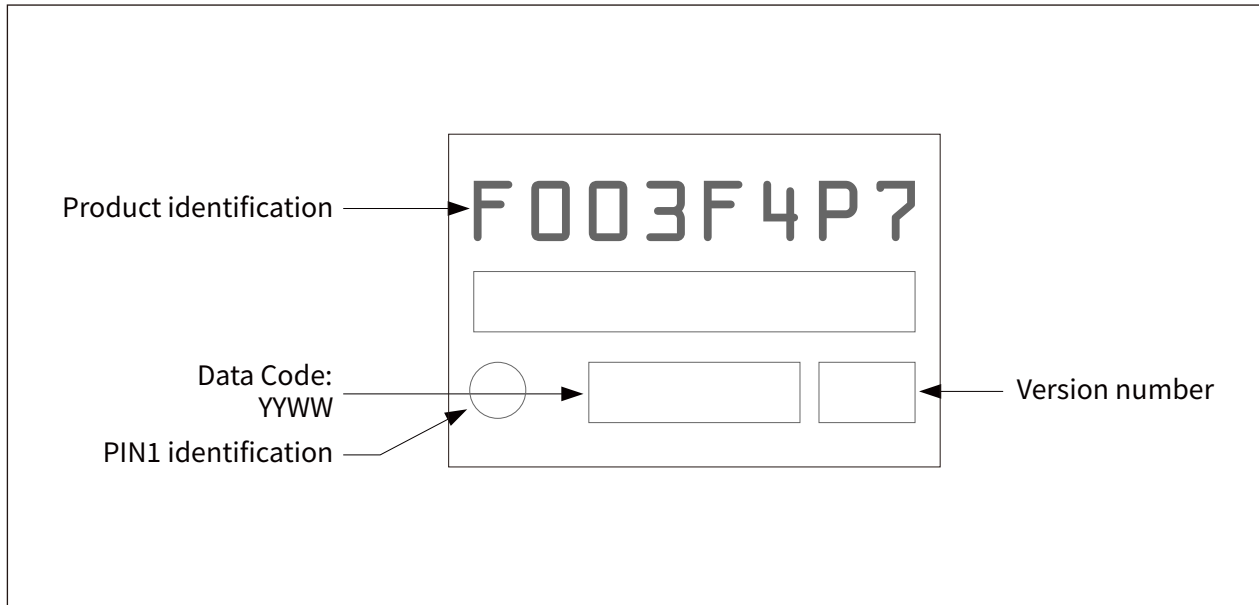 Product identification
F003F4P7
Data Code:
YYWW
Version number
PIN1 identification